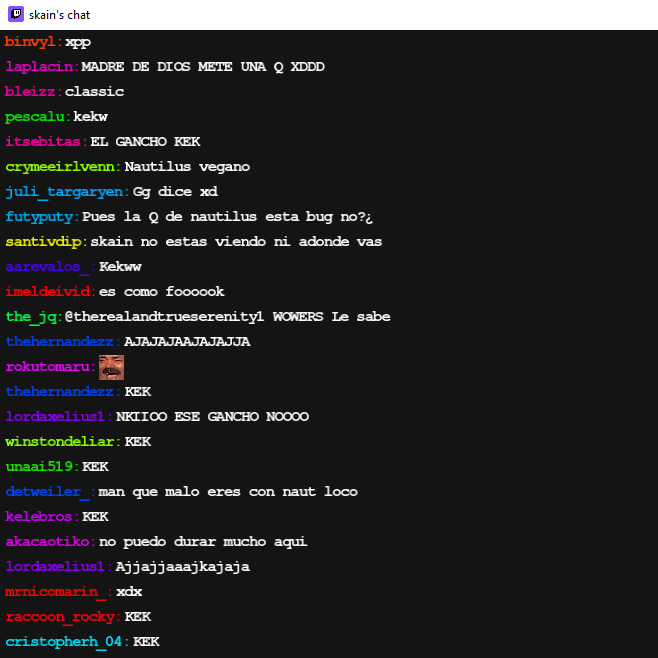 skain's chat
binvyl: xpp
laplacin: MADRE DE DIOS METE UNA Q XDDD
bleizz: classic
pescalu: kekw
itsebitas: EL GANCHO KEK
crymeeirlvenn: Nautilus vegano
juli_targaryen: Gg dice xd
futyputy: Pues la Q de nautilus esta bug no?¿
santivdip: skain no estas viendo ni adonde vas
aarevalos_: Kekww
imeldeivid: es como foooook
the_jq: @therealandtrueserenity1 WOWERS Le sabe
thehernandezz: AJAJAJAAJAJAJJA
rokutomaru:
thehernandezz: KEK
lordaxelius1: NKIIOO ESE GANCHO NOOOO
winstondeliar: KEK
unaai519: KEK
detweiler_: man que malo eres con naut loco
kelebros: KEK
akacaotiko: no puedo durar mucho aqui
lordaxelius1: Ajjajjaaajkajaja
mrnicomarin_: xdx
raccoon_rocky: KEK
cristopherh_04: KEK